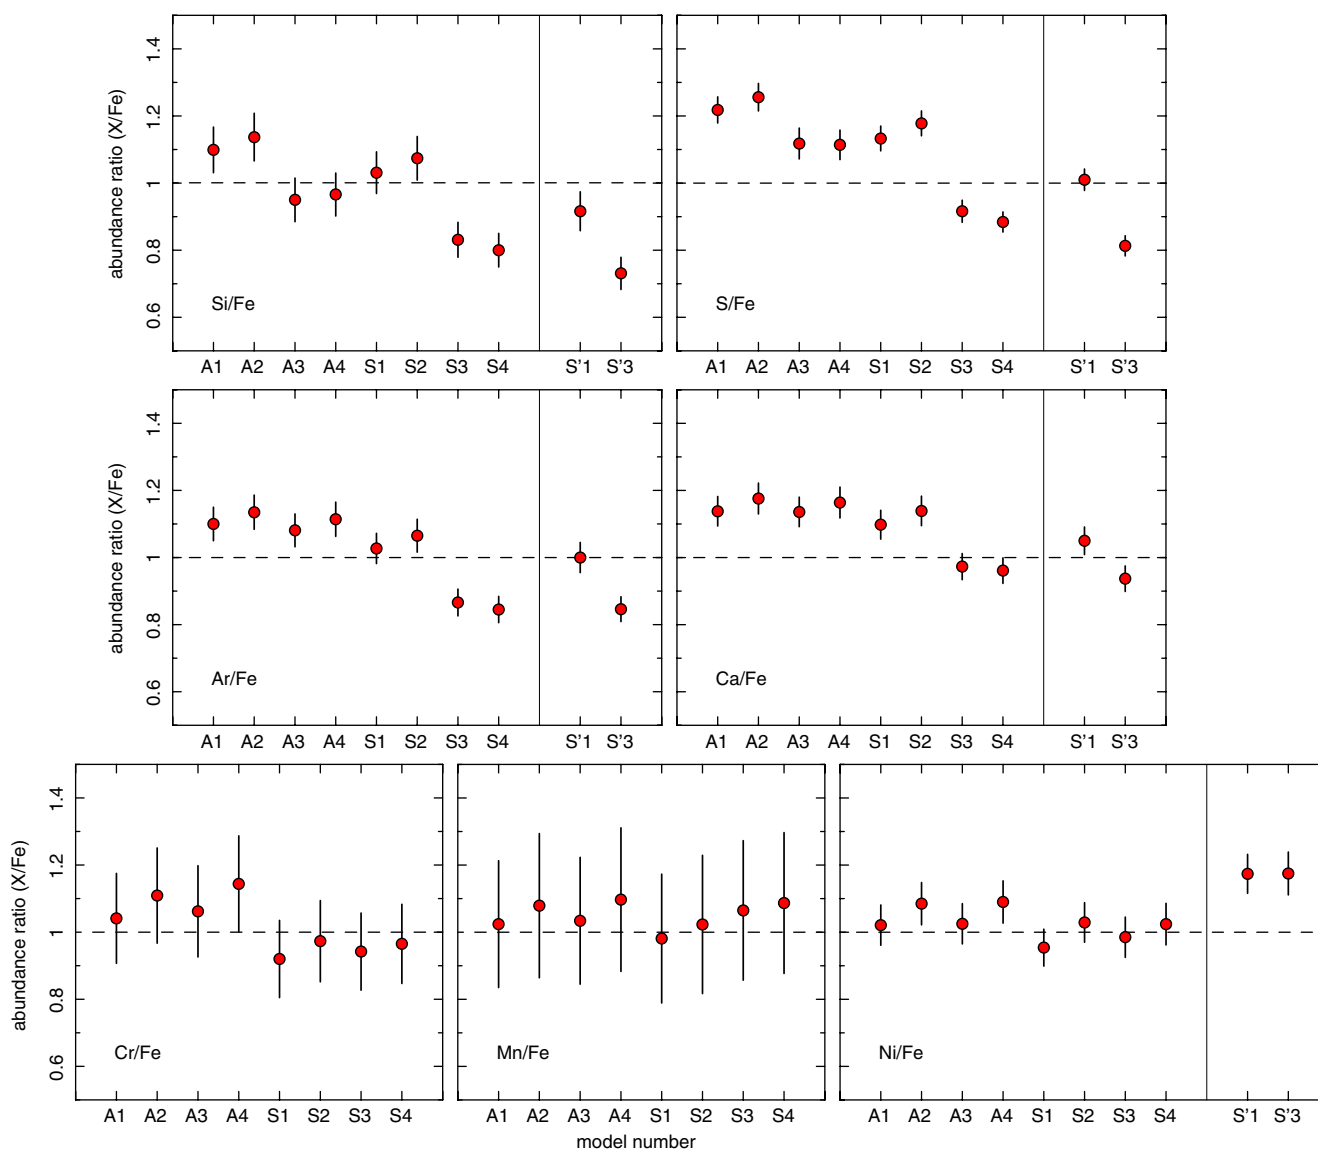 abundance ratio (X/Fe)
1.4
1.2
1
0.8
0.6
Si/Fe
S/Fe
A1 A2 A3 A4 S1 S2 S3 S4 S'1 S'3
A1 A2 A3 A4 S1 S2 S3 S4 S'1 S'3
abundance ratio (X/Fe)
1.4
1.2
1
0.8
0.6
Ar/Fe
Ca/Fe
A1 A2 A3 A4 S1 S2 S3 S4 S'1 S'3
A1 A2 A3 A4 S1 S2 S3 S4 S'1 S'3
abundance ratio (X/Fe)
1.4
1.2
1
0.8
0.6
Cr/Fe
Mn/Fe
Ni/Fe
A1 A2 A3 A4 S1 S2 S3 S4
A1 A2 A3 A4 S1 S2 S3 S4
A1 A2 A3 A4 S1 S2 S3 S4 S'1 S'3
model number